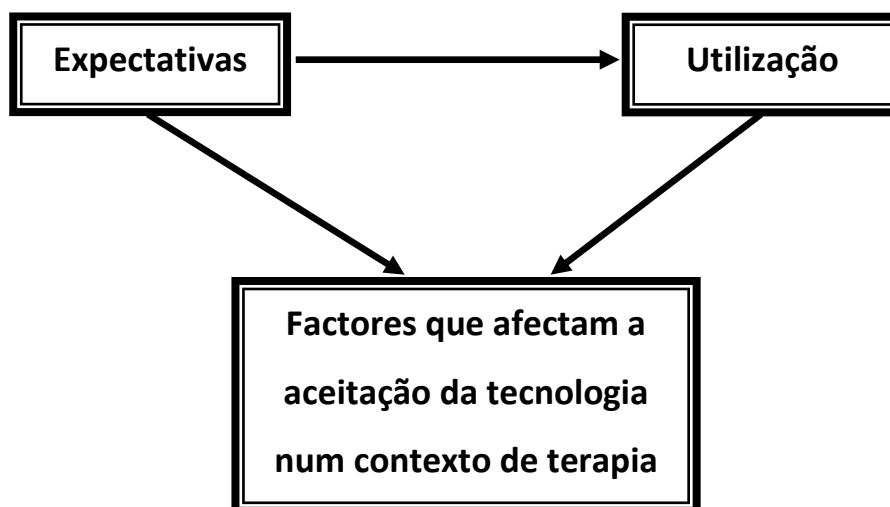 Expectativas
Utilização
Factores que afectam a
aceitação da tecnologia
num contexto de terapia